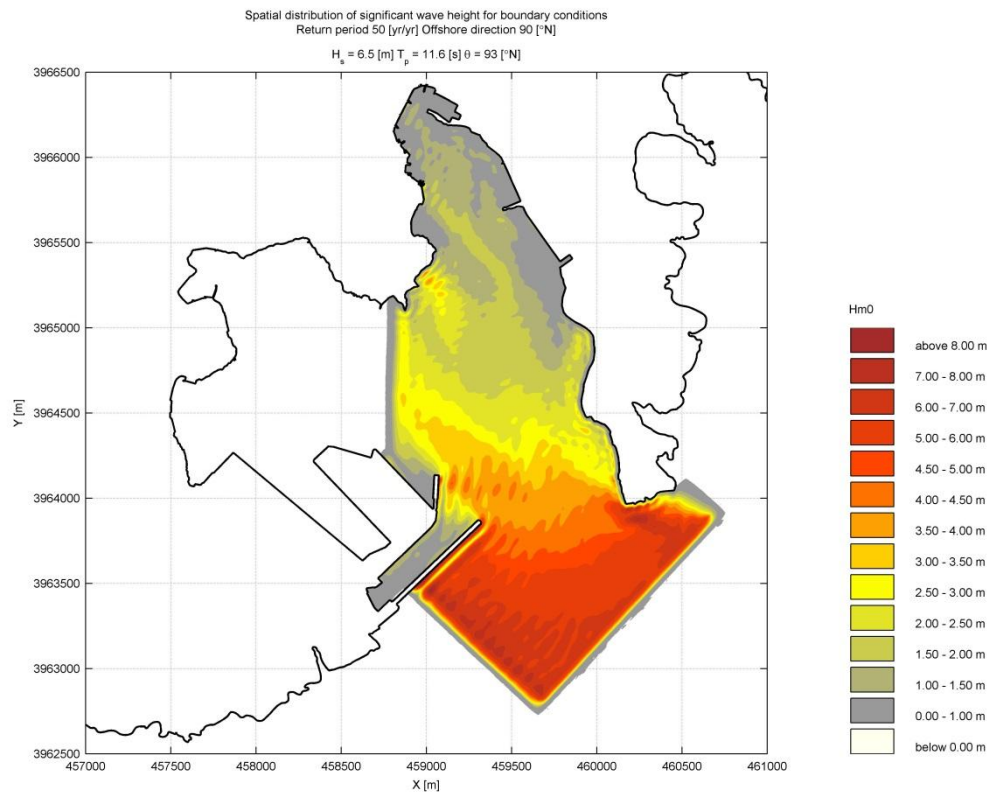 Spatial distribution of significant wave height for boundary conditions
Return period 50 [yr/yr] Offshore direction 90 [°N]
H_s = 6.5 [m] T_p = 11.6 [s] θ = 93 [°N]
3966500
3966000
3965500
3965000
3964500
3964000
3963500
3963000
3962500
Y [m]
457000 457500 458000 458500 459000 459500 460000 460500 461000
X [m]
Hm0
above 8.00 m
7.00 - 8.00 m
6.00 - 7.00 m
5.00 - 6.00 m
4.50 - 5.00 m
4.00 - 4.50 m
3.50 - 4.00 m
3.00 - 3.50 m
2.50 - 3.00 m
2.00 - 2.50 m
1.50 - 2.00 m
1.00 - 1.50 m
0.00 - 1.00 m
below 0.00 m